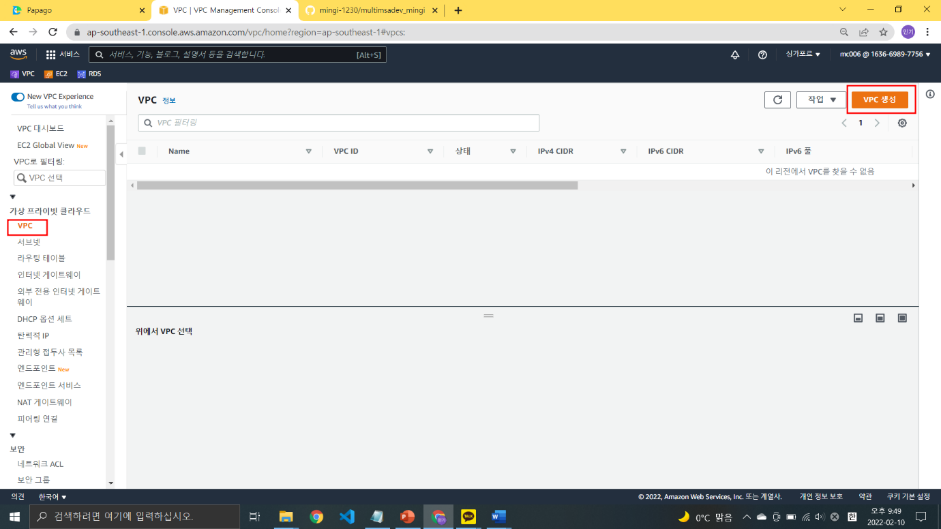 Papago
VPC | VPC Management Consol
mingi-1230/multimsadev_mingi
ap-southeast-1.console.aws.amazon.com/vpc/home?region=ap-southeast-1#vpcs:
민기
aws
서비스
서비스, 기능, 블로그, 설명서 등을 검색합니다.
[Alt+S]
싱가포르
mc006 @ 1636-6989-7756
VPC
EC2
RDS
New VPC Experience
Tell us what you think
VPC 대시보드
EC2 Global View New
VPC로 필터링:
VPC 선택
가상 프라이빗 클라우드
VPC
서브넷
라우팅 테이블
인터넷 게이트웨이
외부 전용 인터넷 게이트
웨이
DHCP 옵션 세트
탄력적 IP
관리형 접두사 목록
엔드포인트 New
엔드포인트 서비스
NAT 게이트웨이
피어링 연결
보안
네트워크 ACL
보안 그룹
VPC 정보
작업
VPC 생성
VPC 필터링
1
Name
VPC ID
상태
IPv4 CIDR
IPv6 CIDR
IPv6 풀
이 리전에서 VPC를 찾을 수 없음
위에서 VPC 선택
의견
한국어
© 2022, Amazon Web Services, Inc. 또는 계열사.
개인 정보 보호
약관
쿠키 기본 설정
검색하려면 여기에 입력하십시오.
0°C 맑음
오후 9:49
2022-02-10